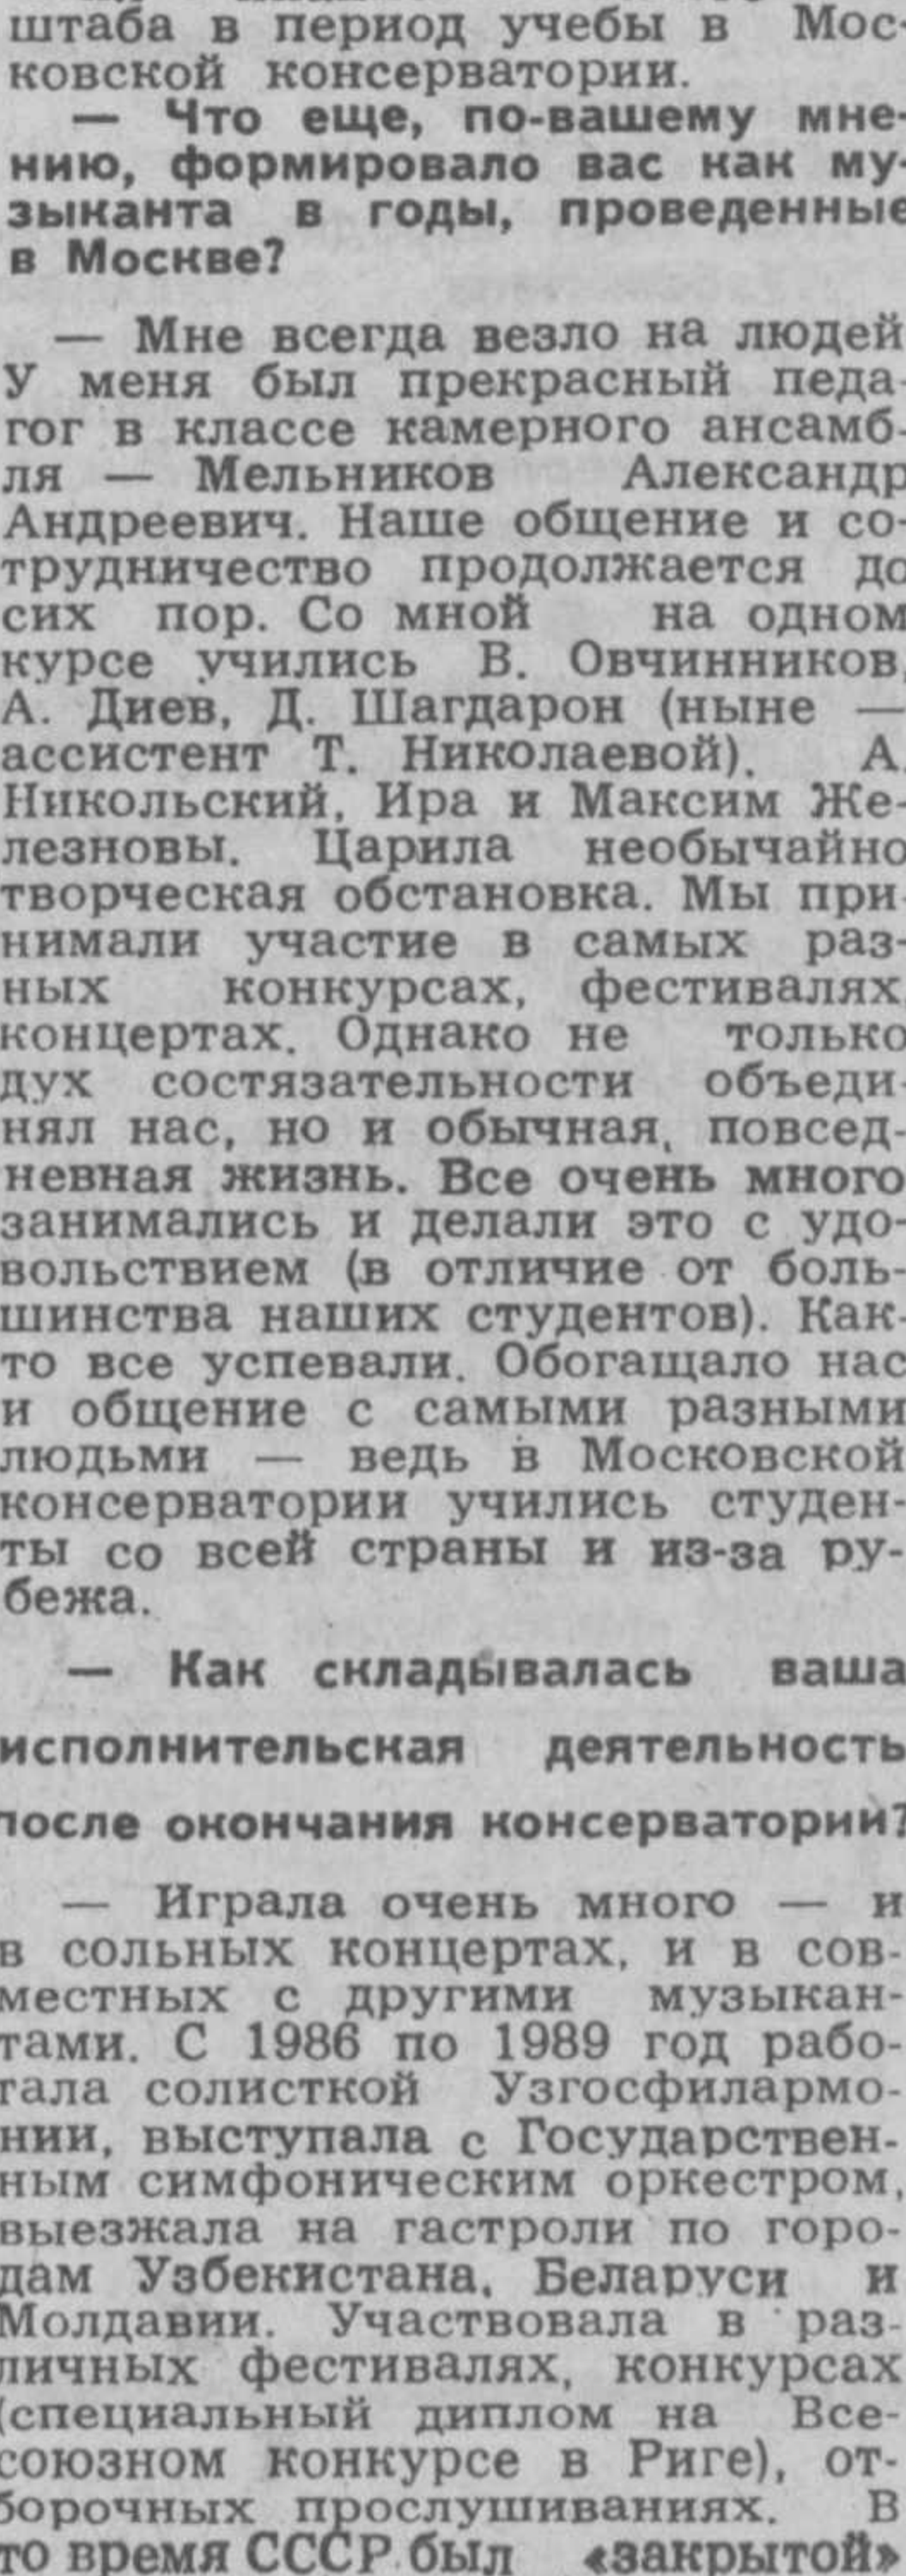 штаба в период учебы в Мос-
ковской консерватории.
— Что еще, по-вашему мне-
нию, формировало вас как му-
зыканта в годы, проведенные
в Москве?
— Мне всегда везло на людей
У меня был прекрасный педа-
гог в классе камерного ансамб-
ля — Мельников Александр
Андреевич. Наше общение и со-
трудничество продолжается до
сих пор. Со мной на одном
курсе учились В. Овчинников,
А. Диев, Д. Шагдарон (ныне —
ассистент Т. Николаевой), А.
Никольский, Ира и Максим Же-
лезновы. Царила необычайно
творческая обстановка. Мы при-
нимали участие в самых раз-
ных конкурсах, фестивалях,
концертах. Однако не только
дух состязательности объеди-
нял нас, но и обычная, повсед-
невная жизнь. Все очень много
занимались и делали это с удо-
вольствием (в отличие от боль-
шинства наших студентов). Как-
то все успевали. Обогащало нас
и общение с самыми разными
людьми — ведь в Московской
консерватории учились студен-
ты со всей страны и из-за ру-
бежа.
— Как складывалась ваша
исполнительская деятельность
после окончания консерватории?
— Играла очень много — и
в сольных концертах, и в сов-
местных с другими музыкан-
тами. С 1986 по 1989 год рабо-
тала солисткой Узгосфилармо-
нии, выступала с Государствен-
ным симфоническим оркестром,
выезжала на гастроли по горо-
дам Узбекистана, Беларуси и
Молдавии. Участвовала в раз-
личных фестивалях, конкурсах
(специальный диплом на Все-
союзном конкурсе в Риге), от-
борочных прослушиваниях. В
то время СССР был «закрытой»